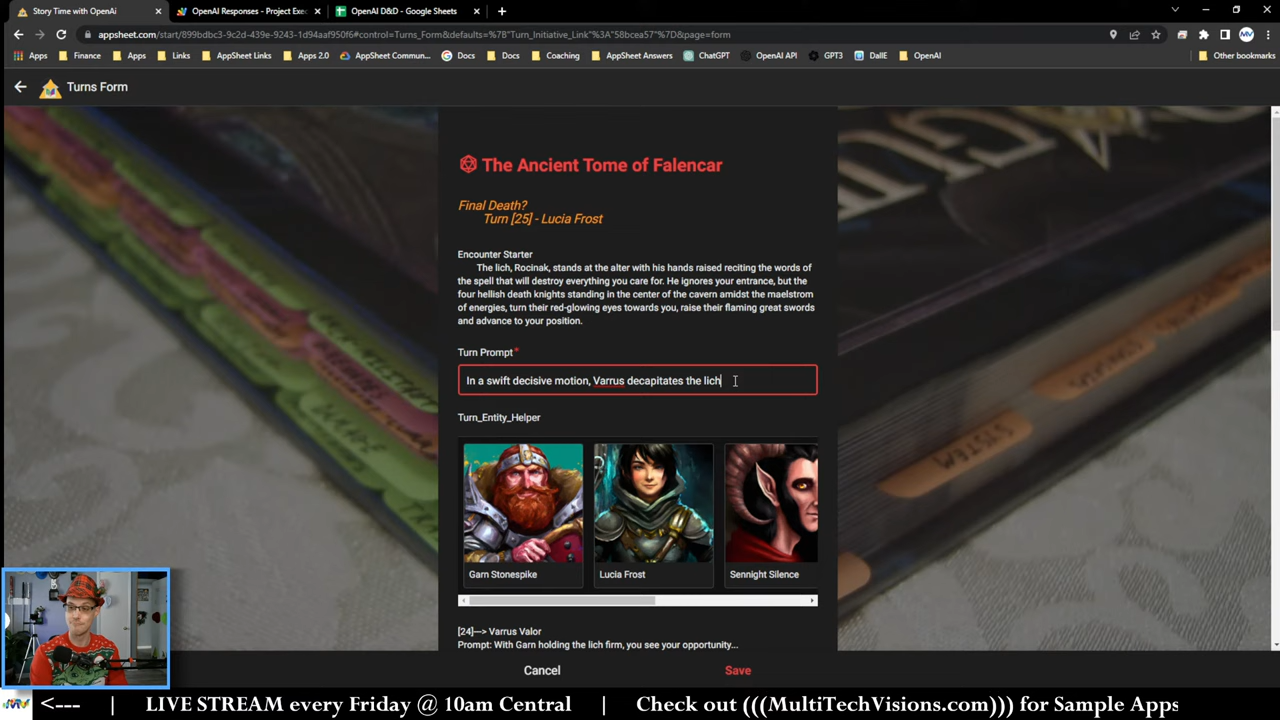 Story Time with OpenAi
OpenAI Responses - Project Exec
OpenAI D&D - Google Sheets
appsheet.com/start/899bdbc3-9c2d-439e-9243-1d94aaf950f6#control=Turns_Form&defaults=%7B"Turn_Initiative_Link"%3A"58bcea57"%7D&page=form
Apps Finance Apps Links AppSheet Links Apps 2.0 AppSheet Commun... Docs Docs Coaching AppSheet Answers ChatGPT OpenAI API GPT3 DallE OpenAI Other bookmarks
Turns Form
The Ancient Tome of Falencar
Final Death?
Turn [25] - Lucia Frost
Encounter Starter
The lich, Rocinak, stands at the alter with his hands raised reciting the words of
the spell that will destroy everything you care for. He ignores your entrance, but the
four hellish death knights standing in the center of the cavern amidst the maelstrom
of energies, turn their red-glowing eyes towards you, raise their flaming great swords
and advance to your position.
Turn Prompt*
In a swift decisive motion, Varrus decapitates the lich
Turn_Entity_Helper
Garn Stonespike
Lucia Frost
Sennight Silence
[24]---> Varrus Valor
Prompt: With Garn holding the lich firm, you see your opportunity...
Cancel
Save
SYSTEM
MV <--- | LIVE STREAM every Friday @ 10am Central | Check out (((MultiTechVisions.com))) for Sample Apps